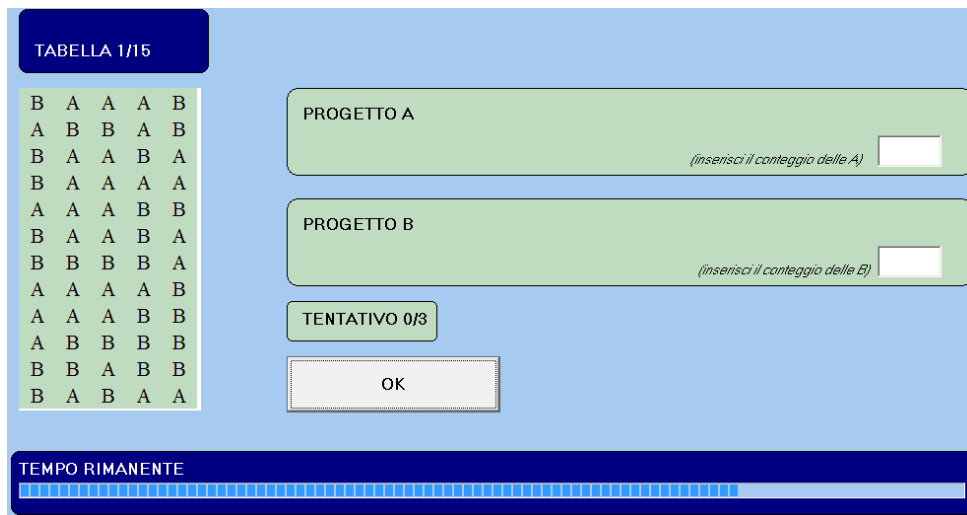 TABELLA 1/15
B A A A B
A B B A B
B A A B A
B A A A A
A A A B B
B A A B A
B B B B A
A A A A B
A A A B B
A B B B B
B B A B B
B A B A A
PROGETTO A
(inserisci il conteggio delle A)
PROGETTO B
(inserisci il conteggio delle B)
TENTATIVO 0/3
OK
TEMPO RIMANENTE